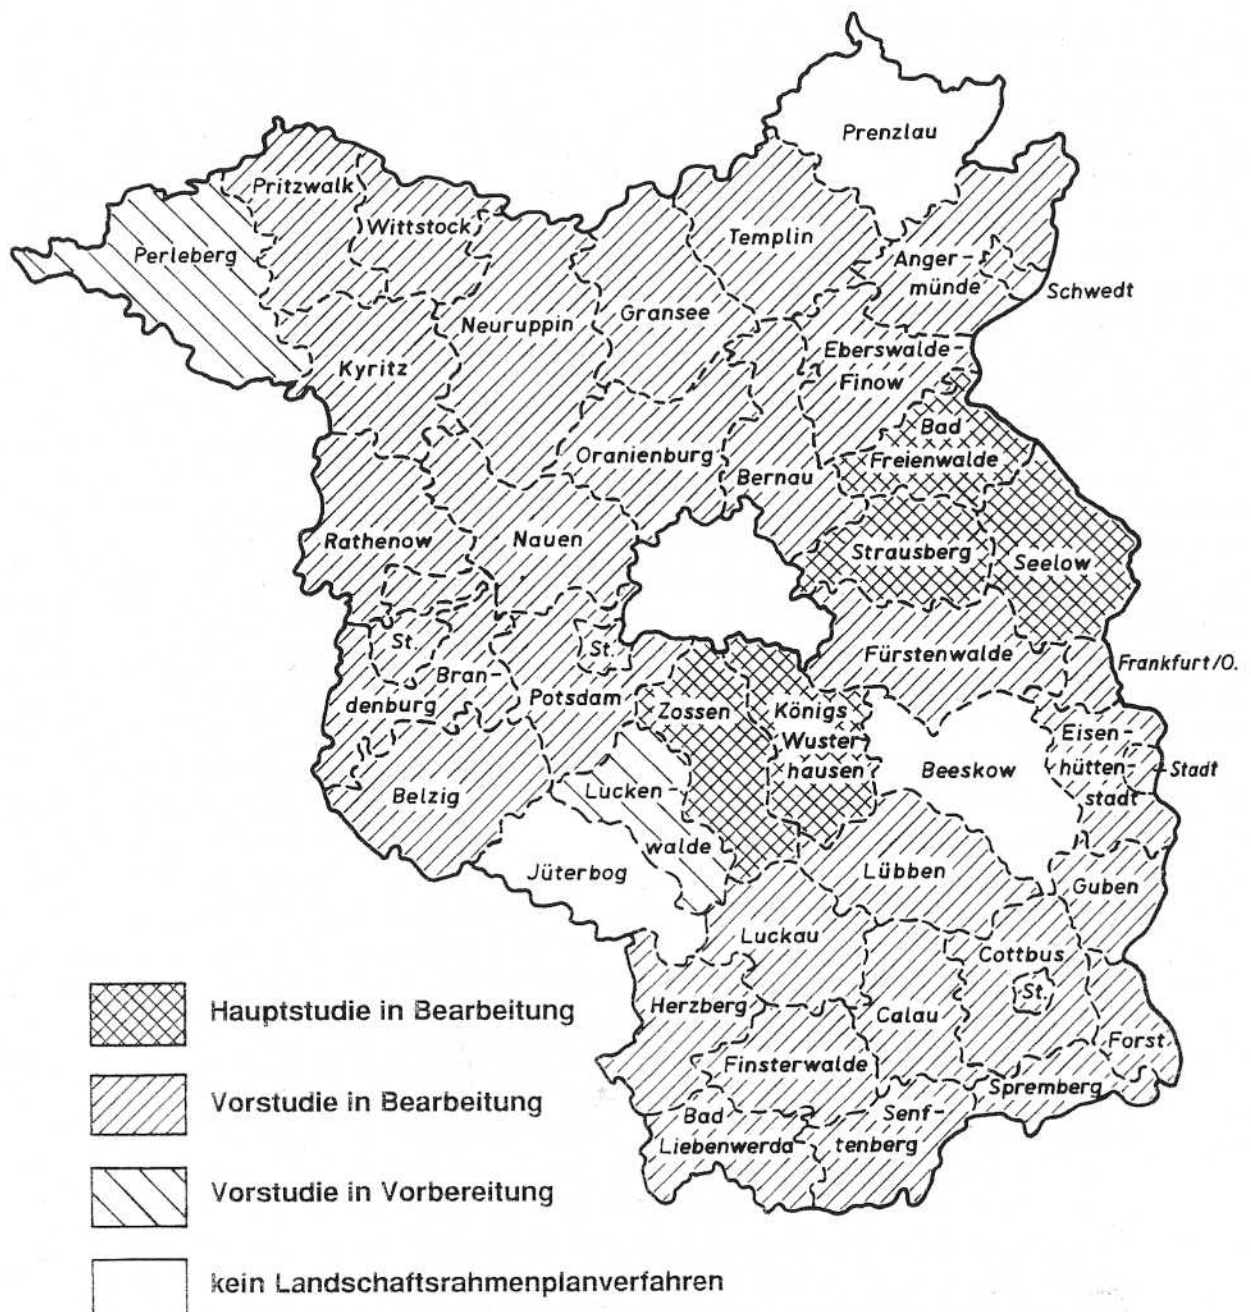 Prenzlau
Pritzwalk
Wittstock
Perleberg
Templin
Anger-
münde
Schwedt
Gransee
Neuruppin
Kyritz
Eberswalde-
Finow
Bad
Freienwalde
Oranienburg
Bernau
Rathenow
Nauen
Strausberg
Seelow
St.
Bran-
denburg
St.
Potsdam
Fürstenwalde
Frankfurt/O.
Zossen
Königs
Wuster-
hausen
Eisen-
hütten-
stadt
Stadt
Beeskow
Belzig
Lucken-
walde
Jüterbog
Lübben
Guben
Luckau
Cottbus
St.
Herzberg
Calau
Forst
Finsterwalde
Spremberg
Bad
Liebenwerda
Senf-
tenberg
Hauptstudie in Bearbeitung
Vorstudie in Bearbeitung
Vorstudie in Vorbereitung
kein Landschaftsrahmenplanverfahren